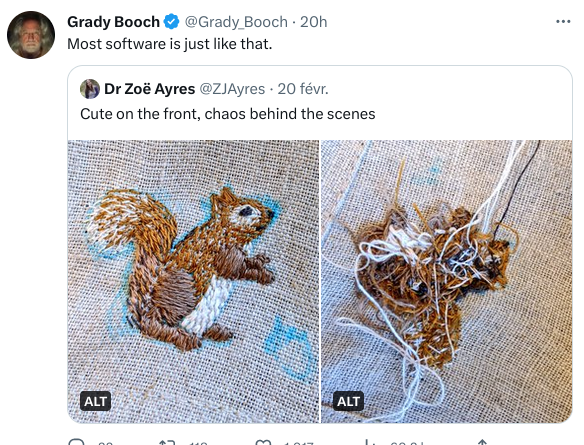 Grady Booch @Grady_Booch · 20h
Most software is just like that.
Dr Zoë Ayres @ZJAyres · 20 févr.
Cute on the front, chaos behind the scenes
ALT
ALT